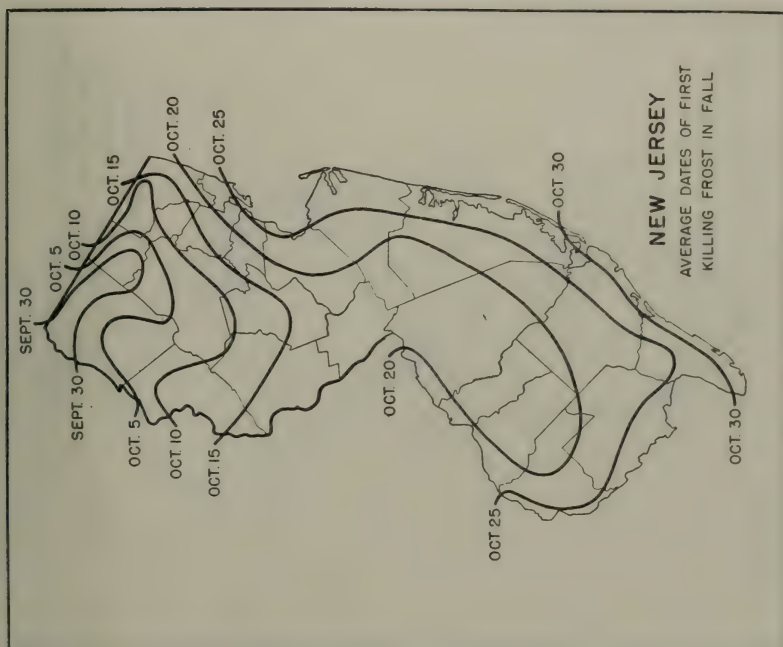 SEPT. 30
OCT. 5
OCT. 10
OCT. 15
OCT. 20
OCT. 25
SEPT. 30
OCT. 5
OCT. 10
OCT. 15
OCT. 20
OCT 25
OCT 30
OCT. 30
NEW JERSEY
AVERAGE DATES OF FIRST
KILLING FROST IN FALL